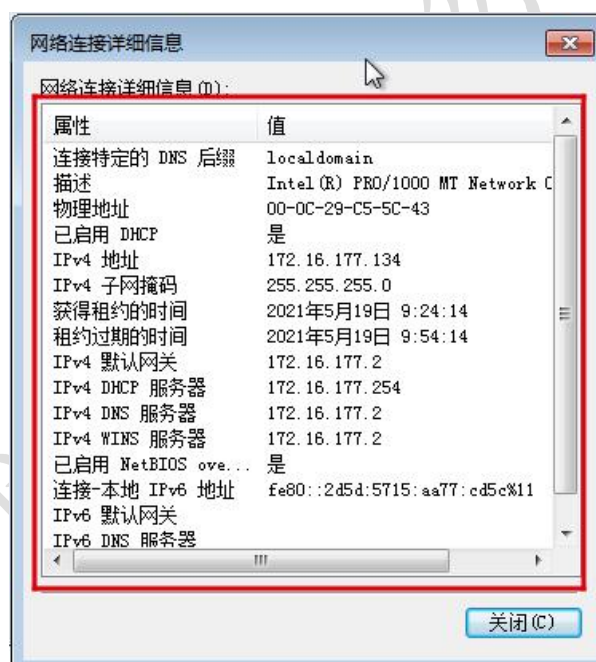 网络连接详细信息
网络连接详细信息(D):
属性 值
连接特定的 DNS 后缀 localdomain
描述 Intel(R) PRO/1000 MT Network C
物理地址 00-0C-29-C5-5C-43
已启用 DHCP 是
IPv4 地址 172.16.177.134
IPv4 子网掩码 255.255.255.0
获得租约的时间 2021年5月19日 9:24:14
租约过期的时间 2021年5月19日 9:54:14
IPv4 默认网关 172.16.177.2
IPv4 DHCP 服务器 172.16.177.254
IPv4 DNS 服务器 172.16.177.2
IPv4 WINS 服务器 172.16.177.2
已启用 NetBIOS ove... 是
连接-本地 IPv6 地址 fe80::2d5d:5715:aa77:cd5c%11
IPv6 默认网关
IPv6 DNS 服务器
关闭(C)